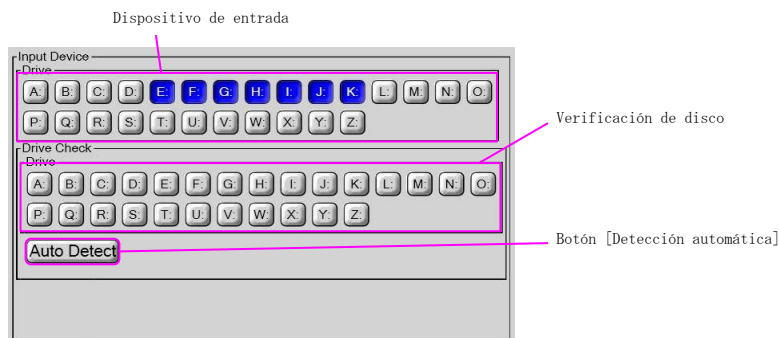 Dispositivo de entrada
Input Device
Drive
A: B: C: D: E: F: G: H: I: J: K: L: M: N: O:
P: Q: R: S: T: U: V: W: X: Y: Z:
Verificación de disco
Drive Check
Drive
A: B: C: D: E: F: G: H: I: J: K: L: M: N: O:
P: Q: R: S: T: U: V: W: X: Y: Z:
Auto Detect
Botón [Detección automática]